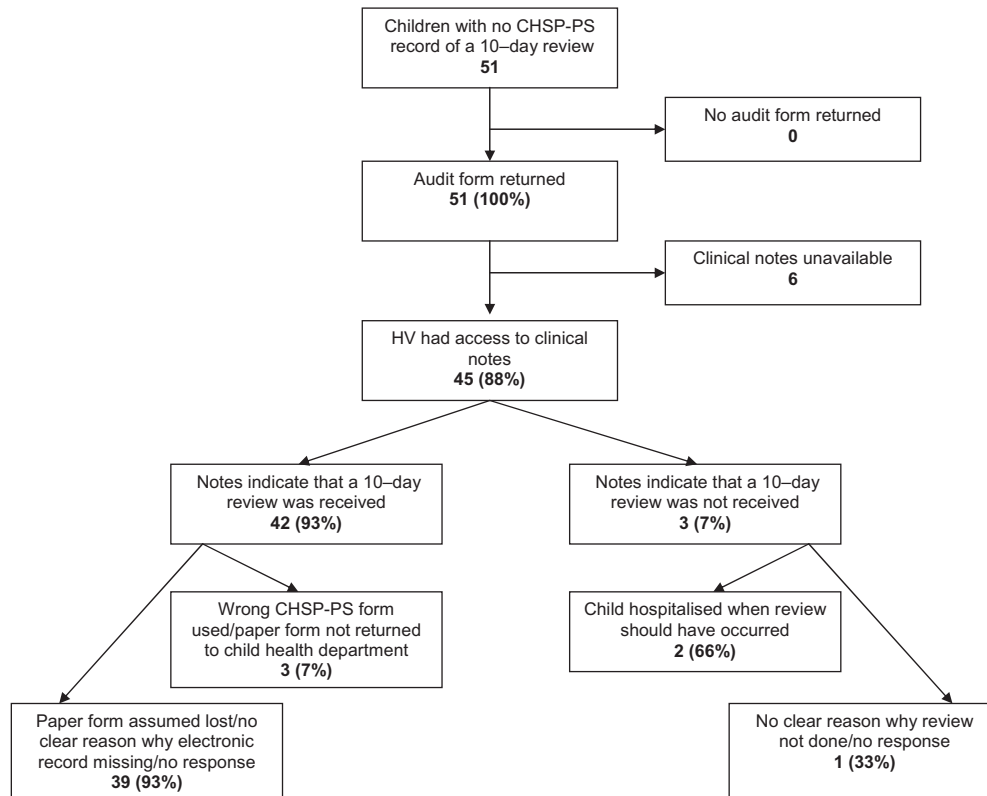 Children with no CHSP-PS
record of a 10–day review
51
No audit form returned
0
Audit form returned
51 (100%)
Clinical notes unavailable
6
HV had access to clinical
notes
45 (88%)
Notes indicate that a 10–day
review was received
42 (93%)
Notes indicate that a 10–day
review was not received
3 (7%)
Wrong CHSP-PS form
used/paper form not returned
to child health department
3 (7%)
Child hospitalised when review
should have occurred
2 (66%)
Paper form assumed lost/no
clear reason why electronic
record missing/no response
39 (93%)
No clear reason why review
not done/no response
1 (33%)